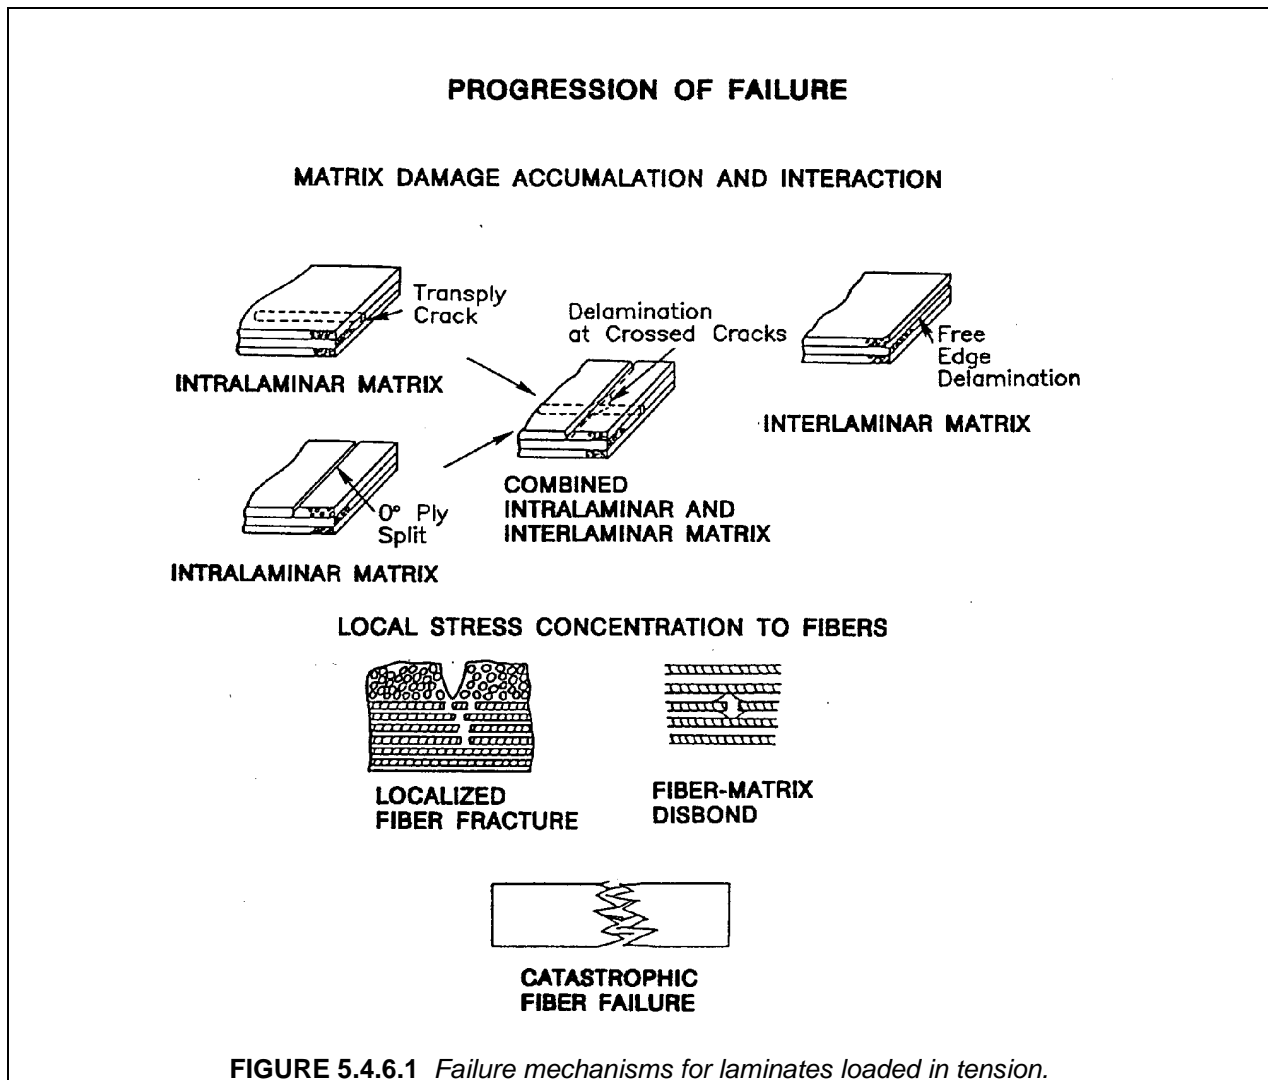 PROGRESSION OF FAILURE
MATRIX DAMAGE ACCUMALATION AND INTERACTION
Transply
Crack
INTRALAMINAR MATRIX
Delamination
at Crossed Cracks
Free
Edge
Delamination
INTERLAMINAR MATRIX
0° Ply
Split
INTRALAMINAR MATRIX
COMBINED
INTRALAMINAR AND
INTERLAMINAR MATRIX
LOCAL STRESS CONCENTRATION TO FIBERS
LOCALIZED
FIBER FRACTURE
FIBER-MATRIX
DISBOND
CATASTROPHIC
FIBER FAILURE
FIGURE 5.4.6.1 Failure mechanisms for laminates loaded in tension.